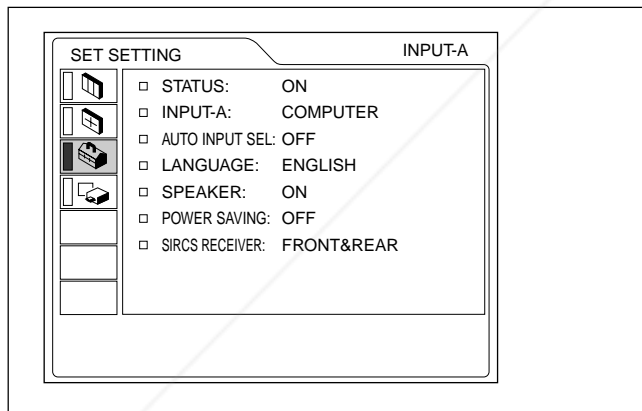 SET SETTING INPUT-A
STATUS: ON
INPUT-A: COMPUTER
AUTO INPUT SEL: OFF
LANGUAGE: ENGLISH
SPEAKER: ON
POWER SAVING: OFF
SIRCS RECEIVER: FRONT&REAR